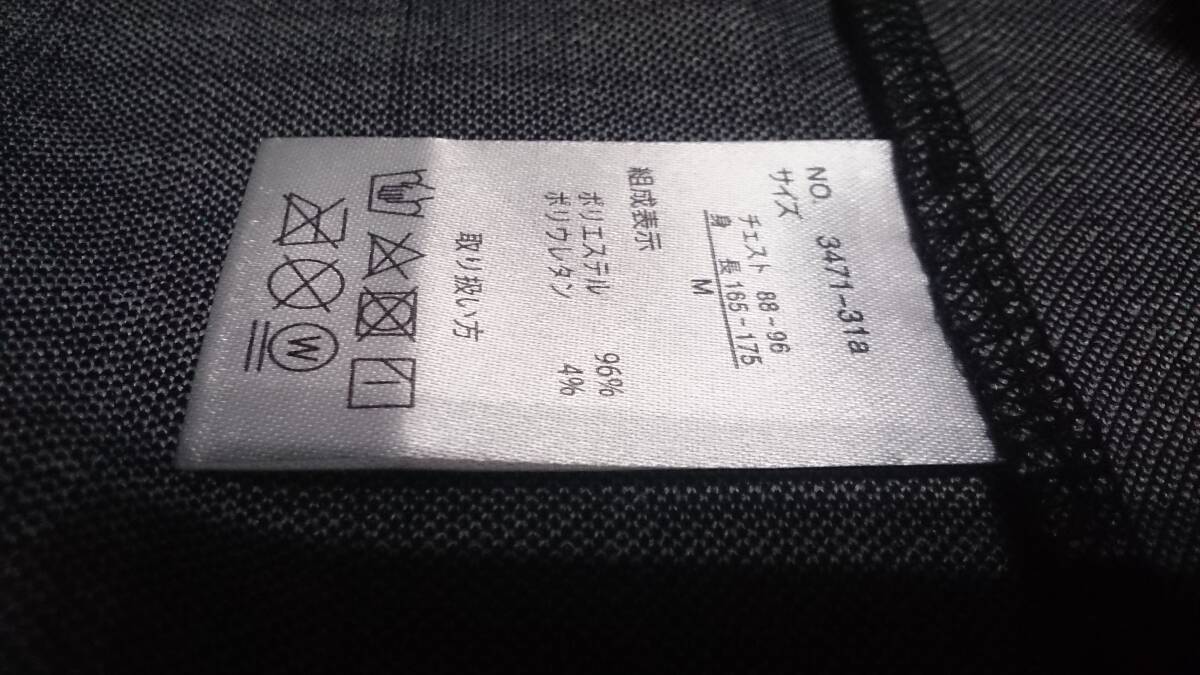 NO. 3471-31a
サイズ
チェスト 88-96
身 長 165-175
M
組成表示
ポリエステル 96%
ポリウレタン 4%
取り扱い方
W